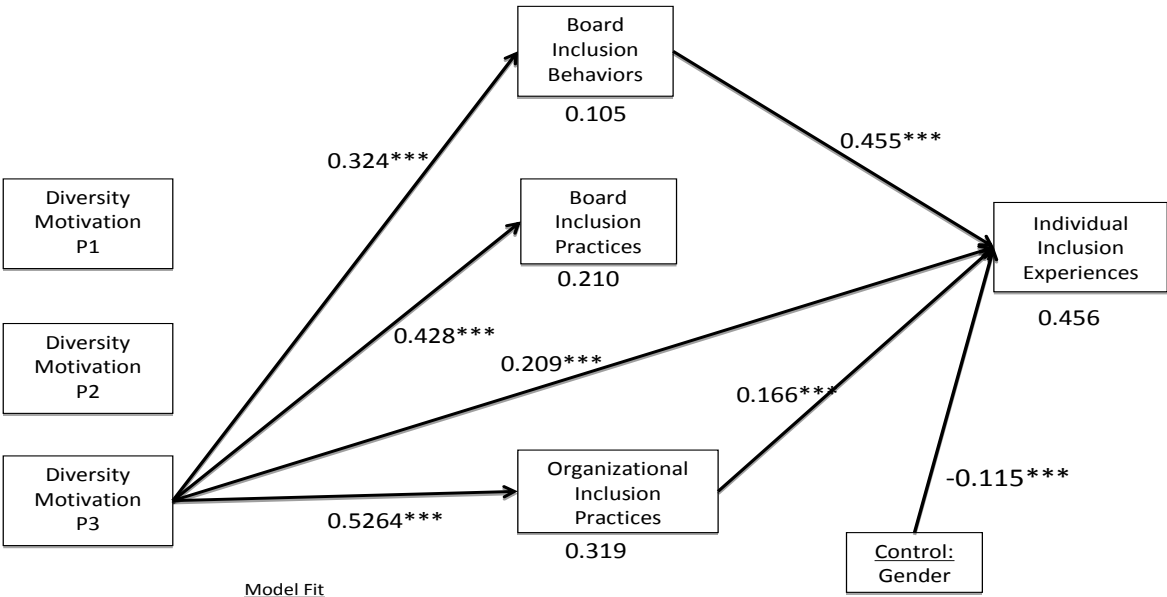 Board
Inclusion
Behaviors
0.105
0.324***
0.455***
Diversity
Motivation
P1
Board
Inclusion
Practices
0.210
Individual
Inclusion
Experiences
0.456
Diversity
Motivation
P2
0.428***
0.209***
0.166***
Diversity
Motivation
P3
0.5264***
Organizational
Inclusion
Practices
0.319
-0.115***
Control:
Gender
Model Fit